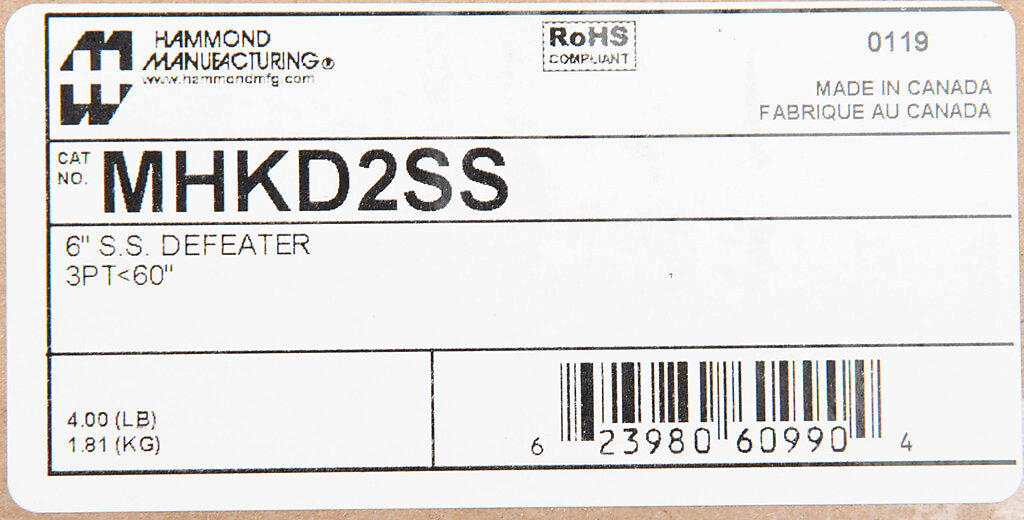 HAMMOND
MANUFACTURING®
www.hammondmfg.com
RoHS
COMPLIANT
0119
MADE IN CANADA
FABRIQUE AU CANADA
CAT
NO.
MHKD2SS
6" S.S. DEFEATER
3PT<60"
4.00 (LB)
1.81 (KG)
6 23980 60990 4